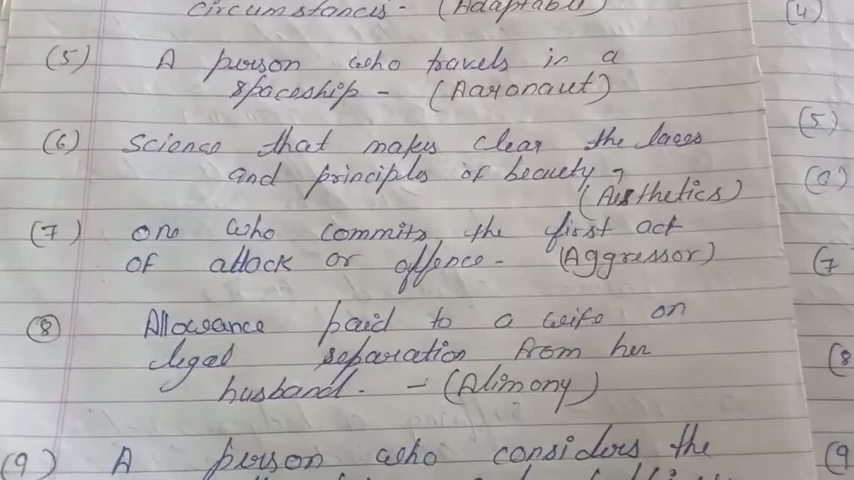 circumstances - (Adaptable)
(5) A person who travels in a
spaceship - (Aaronaut)
(6) Science that makes clear the laws
and principles of beauty -
(Aesthetics)
(7) one who commits the first act
of attack or offence - (Aggressor)
(8) Allowance paid to a wife on
legal separation from her
husband. - (Alimony)
(9) A person who considers the
(4)
(5)
(6)
(7
(8
(9